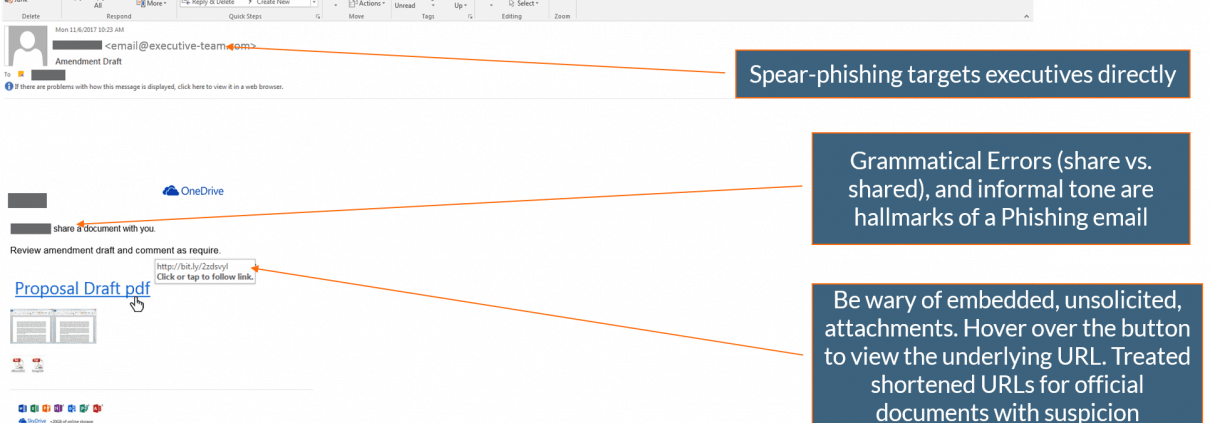 All
More
Reply & Delete
Create New
Actions
Unread
Up
Select
Delete
Respond
Quick Steps
Move
Tags
Editing
Zoom
Mon 11/6/2017 10:23 AM
<email@executive-team.com>
Amendment Draft
To
If there are problems with how this message is displayed, click here to view it in a web browser.
Spear-phishing targets executives directly
OneDrive
share a document with you.
Review amendment draft and comment as require.
http://bit.ly/2zdsvyl
Click or tap to follow link.
Proposal Draft pdf
Grammatical Errors (share vs.
shared), and informal tone are
hallmarks of a Phishing email
Be wary of embedded, unsolicited,
attachments. Hover over the button
to view the underlying URL. Treated
shortened URLs for official
documents with suspicion
SkyDrive